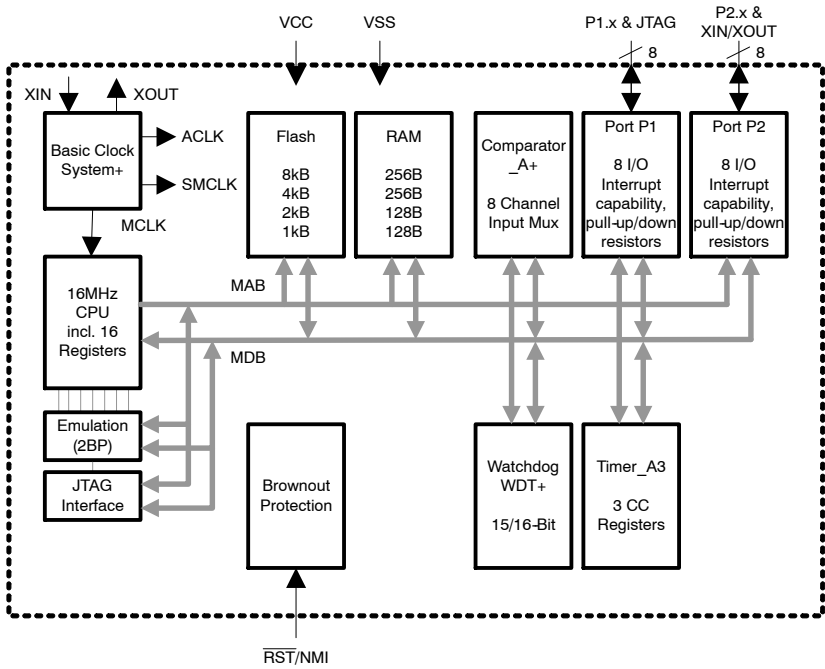 VCC
VSS
P1.x & JTAG
P2.x &
XIN/XOUT
8
8
XIN
XOUT
Basic Clock
System+
ACLK
SMCLK
MCLK
Flash
8kB
4kB
2kB
1kB
RAM
256B
256B
128B
128B
Comparator
_A+
8 Channel
Input Mux
Port P1
8 I/O
Interrupt
capability,
pull-up/down
resistors
Port P2
8 I/O
Interrupt
capability,
pull-up/down
resistors
16MHz
CPU
incl. 16
Registers
MAB
MDB
Emulation
(2BP)
JTAG
Interface
Brownout
Protection
Watchdog
WDT+
15/16-Bit
Timer_A3
3 CC
Registers
RST/NMI